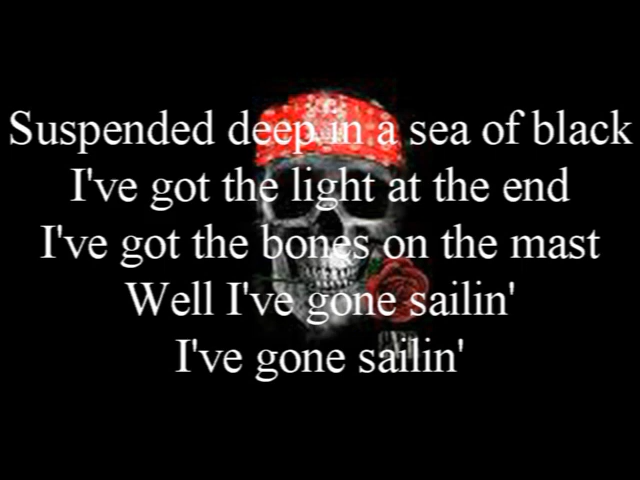 Suspended deep in a sea of black
I've got the light at the end
I've got the bones on the mast
Well I've gone sailin'
I've gone sailin'